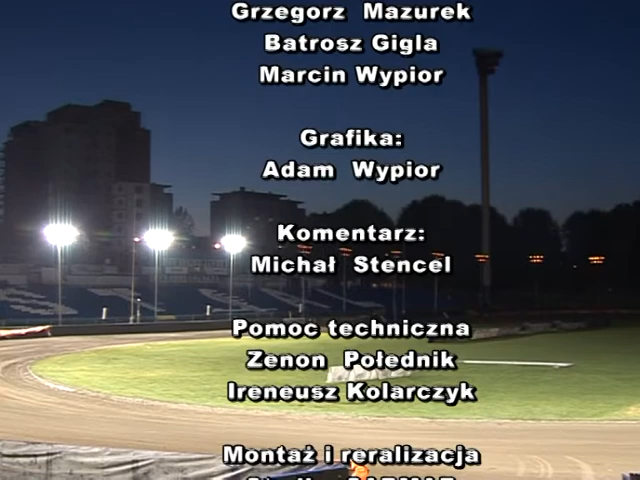 Grzegorz Mazurek
Batrosz Gigla
Marcin Wypior
Grafika:
Adam Wypior
Komentarz:
Michał Stencel
Pomoc techniczna
Zenon Połednik
Ireneusz Kolarczyk
Montaż i reralizacja